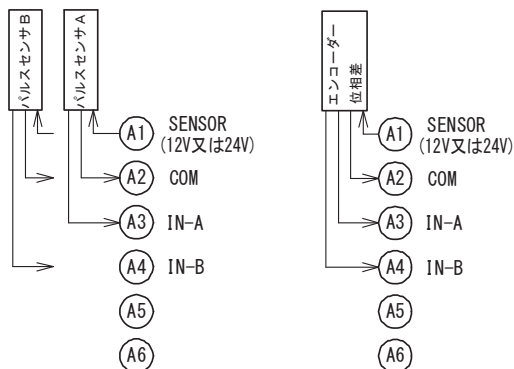 パルスセンサB
パルスセンサA
A1 SENSOR
(12V又は24V)
A2 COM
A3 IN-A
A4 IN-B
A5
A6
エンコーダー
位相差
A1 SENSOR
(12V又は24V)
A2 COM
A3 IN-A
A4 IN-B
A5
A6